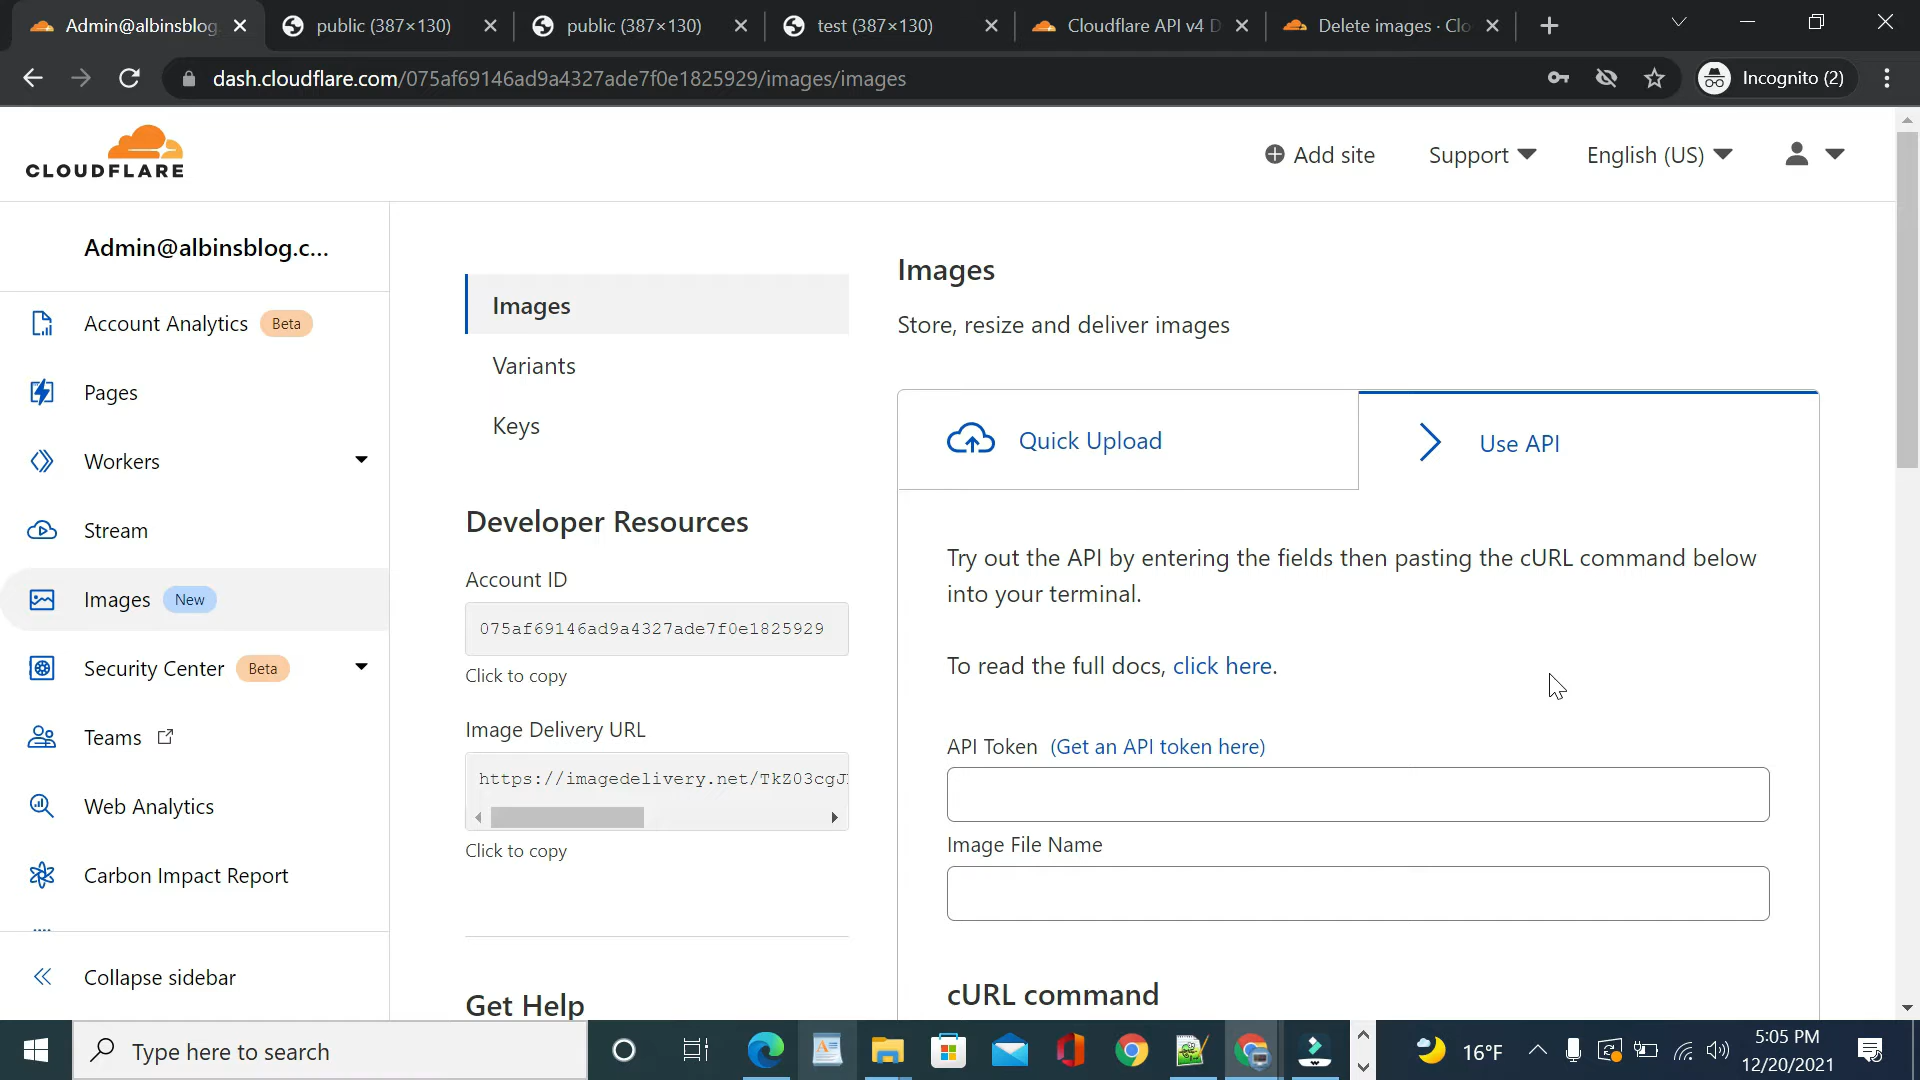 Admin@albinsblog
public (387×130)
public (387×130)
test (387×130)
Cloudflare API v4 D
Delete images · Clo
dash.cloudflare.com/075af69146ad9a4327ade7f0e1825929/images/images
Incognito (2)
CLOUDFLARE
Add site
Support
English (US)
Admin@albinsblog.c...
Account Analytics Beta
Pages
Workers
Stream
Images New
Security Center Beta
Teams
Web Analytics
Carbon Impact Report
Collapse sidebar
Images
Variants
Keys
Developer Resources
Account ID
075af69146ad9a4327ade7f0e1825929
Click to copy
Image Delivery URL
https://imagedelivery.net/TkZ03cgJ
Click to copy
Get Help
Images
Store, resize and deliver images
Quick Upload
Use API
Try out the API by entering the fields then pasting the cURL command below
into your terminal.
To read the full docs, click here.
API Token (Get an API token here)
Image File Name
cURL command
Type here to search
16°F
5:05 PM
12/20/2021